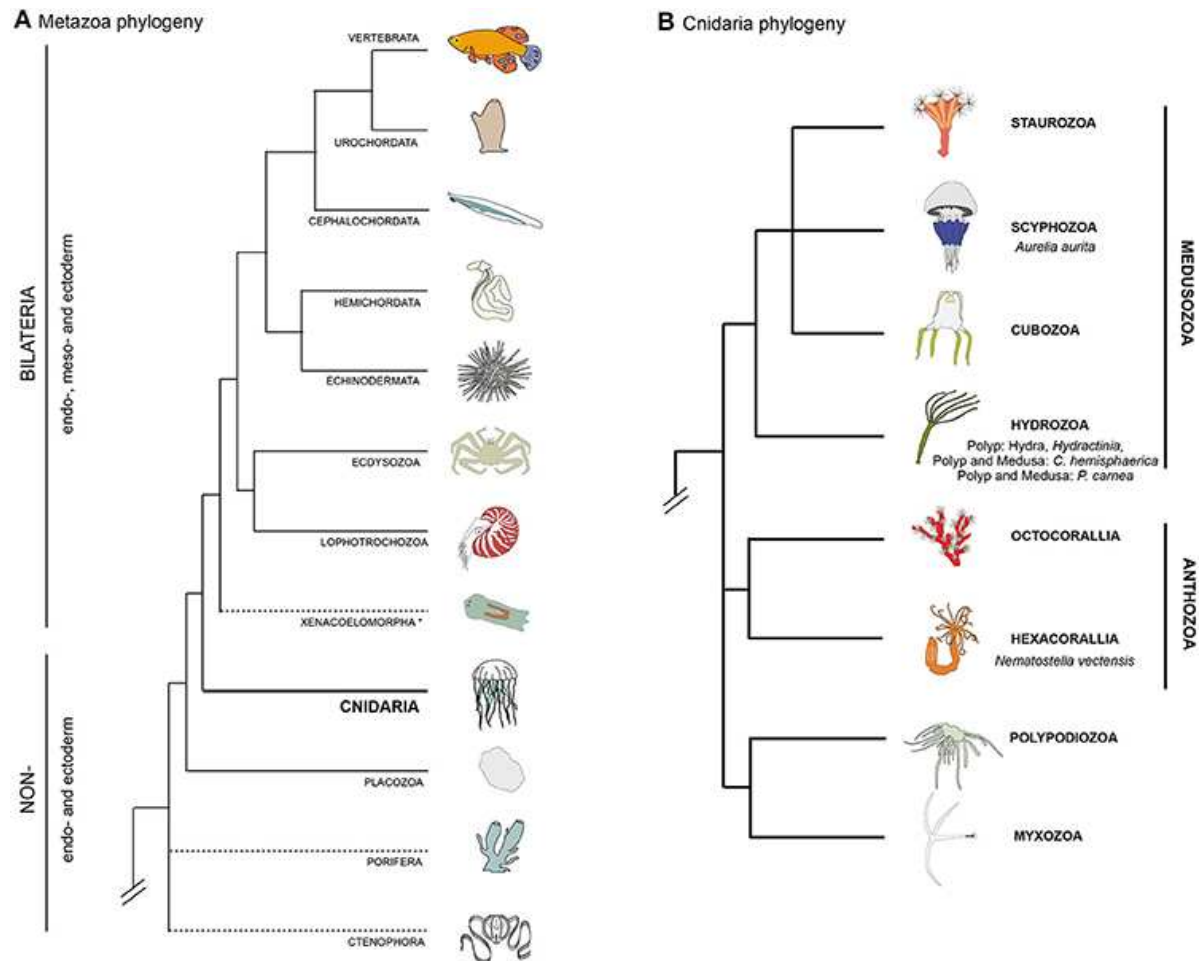 A Metazoa phylogeny
VERTEBRATA
UROCHORDATA
CEPHALOCHORDATA
HEMICHORDATA
ECHINODERMATA
ECDYSOZOA
LOPHOTROCHOZOA
XENACOELOMORPHA *
CNIDARIA
PLACOZOA
PORIFERA
CTENOPHORA
BILATERIA
endo-, meso- and ectoderm
NON-
endo- and ectoderm
B Cnidaria phylogeny
STAUROZOA
SCYPHOZOA
Aurelia aurita
CUBOZOA
HYDROZOA
Polyp: Hydra, Hydractinia,
Polyp and Medusa: C. hemisphaerica
Polyp and Medusa: P. carnea
OCTOCORALLIA
HEXACORALLIA
Nematostella vectensis
POLYPODIOZOA
MYXOZOA
MEDUSOZOA
ANTHOZOA